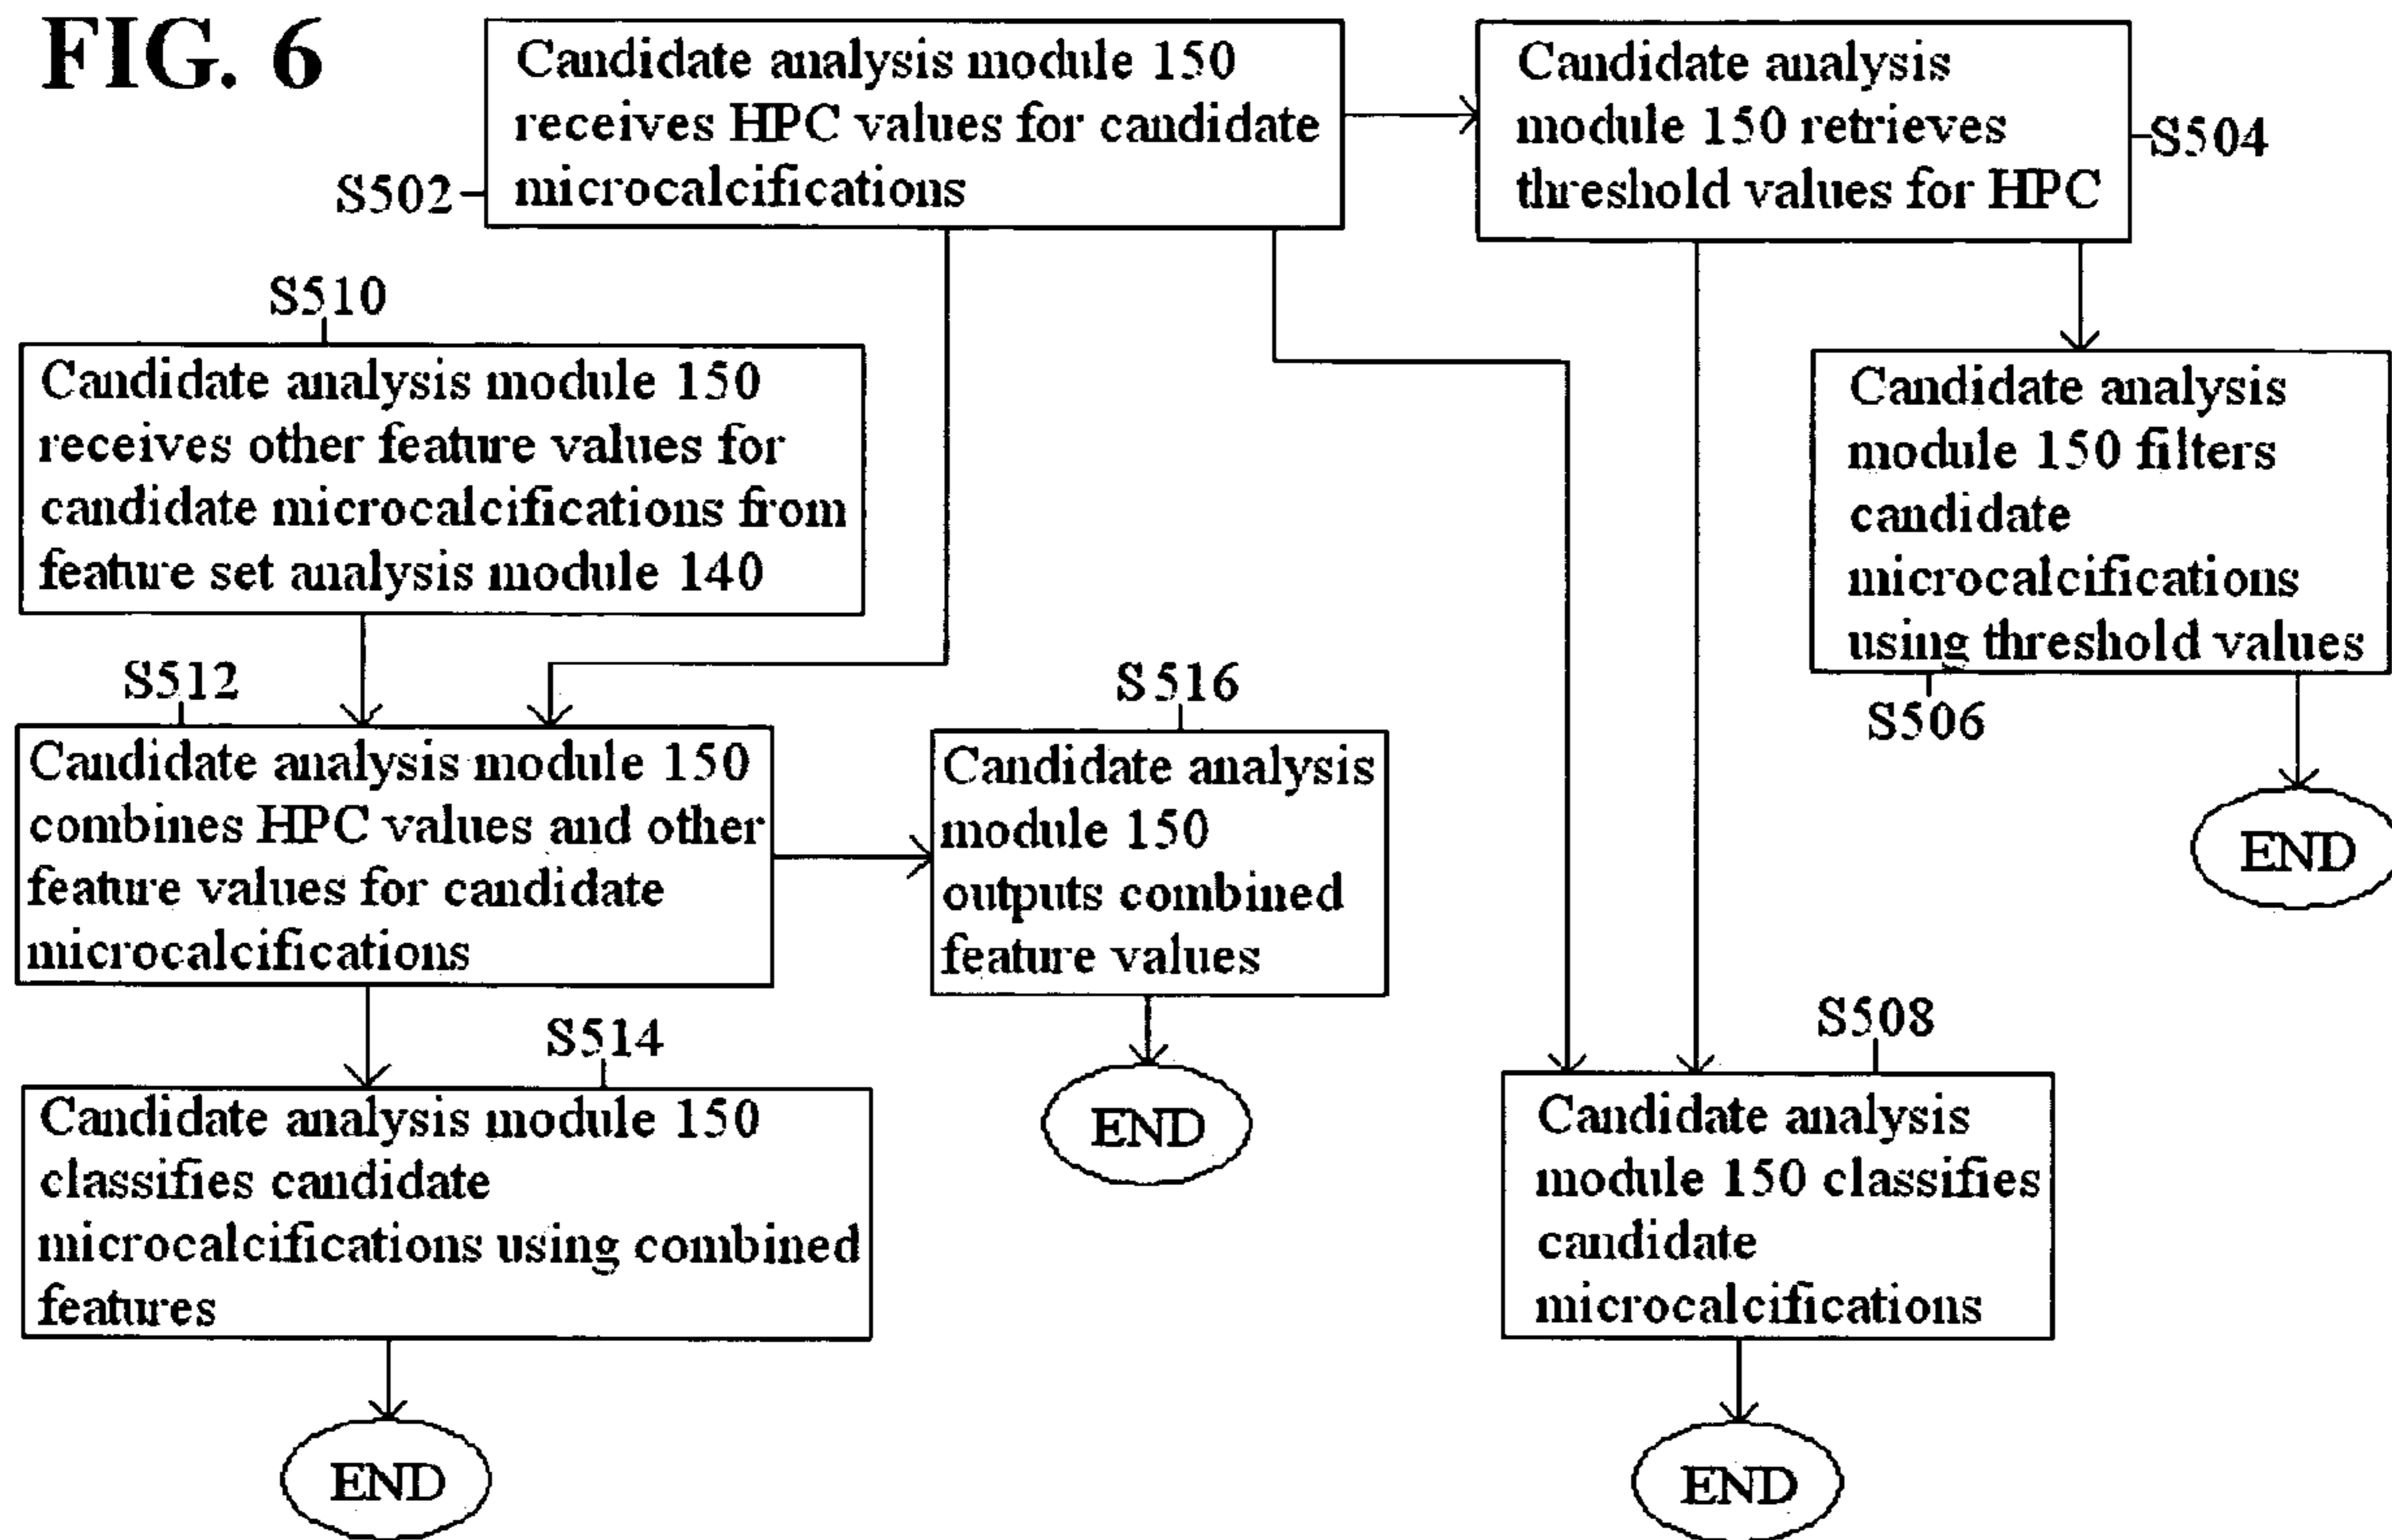 FIG. 6
Candidate analysis module 150
receives HPC values for candidate
microcalcifications
S502
Candidate analysis
module 150 retrieves
threshold values for HPC
S504
S510
Candidate analysis module 150
receives other feature values for
candidate microcalcifications from
feature set analysis module 140
Candidate analysis
module 150 filters
candidate
microcalcifications
using threshold values
S506
END
S512
Candidate analysis module 150
combines HPC values and other
feature values for candidate
microcalcifications
S516
Candidate analysis
module 150
outputs combined
feature values
END
S514
Candidate analysis module 150
classifies candidate
microcalcifications using combined
features
END
S508
Candidate analysis
module 150 classifies
candidate
microcalcifications
END